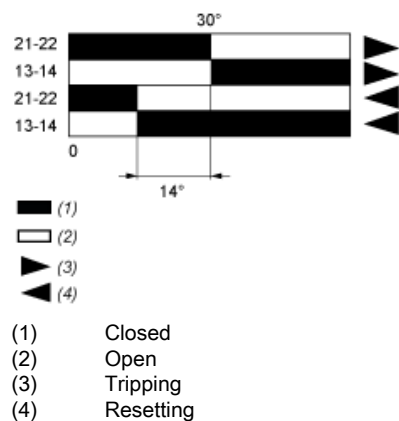 30°
21-22
13-14
21-22
13-14
0
14°
(1)
(2)
(3)
(4)
(1) Closed
(2) Open
(3) Tripping
(4) Resetting